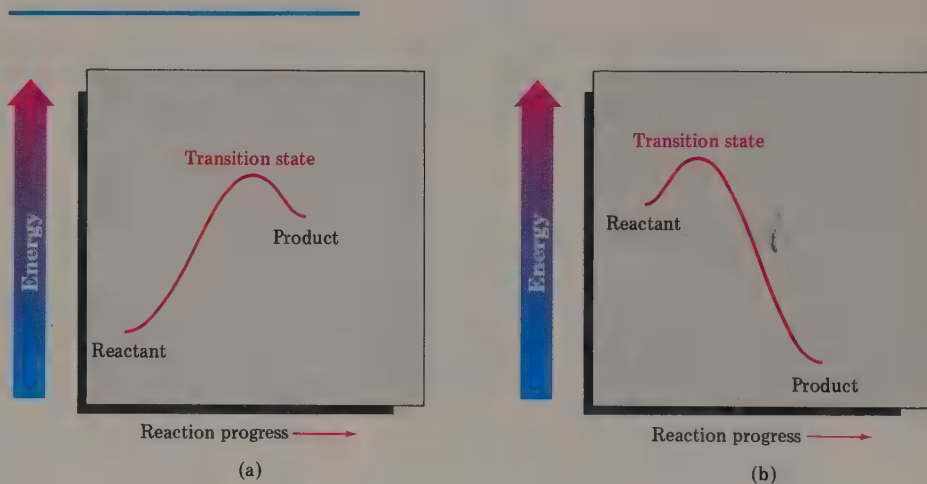 Energy
Transition state
Product
Reactant
Reaction progress
(a)
Energy
Transition state
Reactant
Product
Reaction progress
(b)